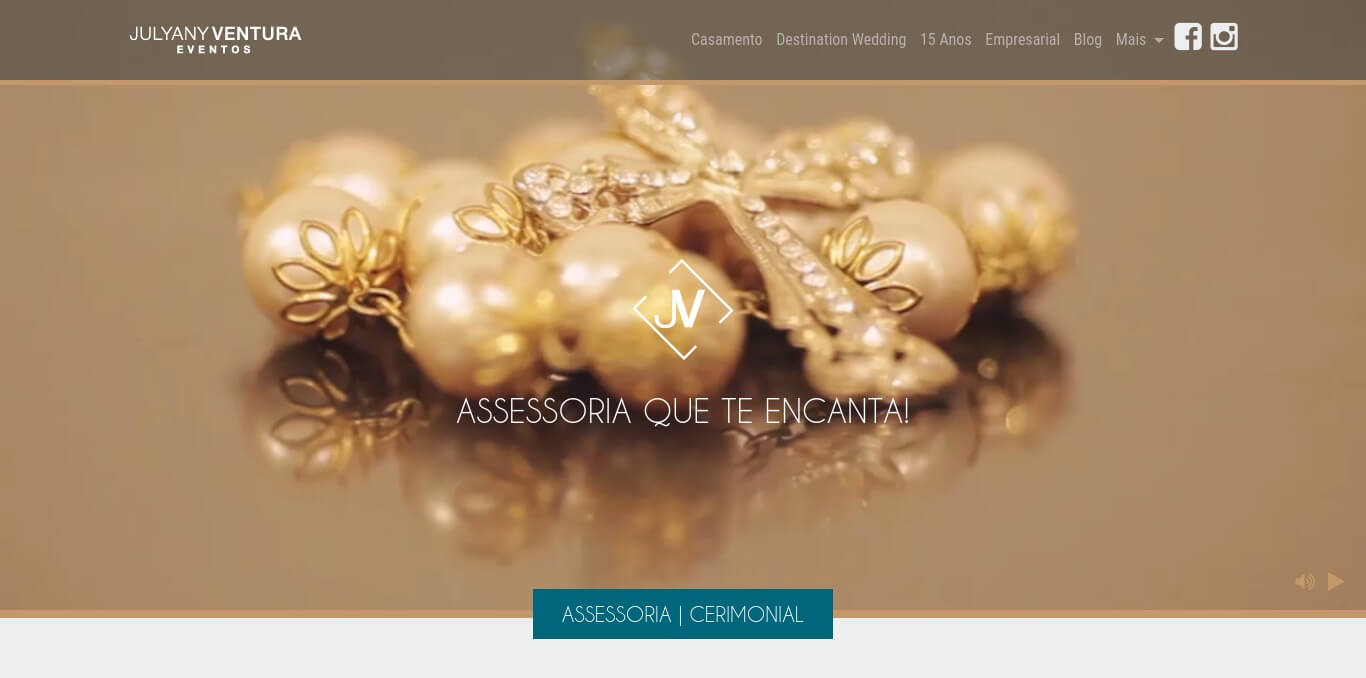 JULYANY VENTURA
EVENTOS
Casamento Destination Wedding 15 Anos Empresarial Blog Mais
JV
ASSESSORIA QUE TE ENCANTA!
ASSESSORIA | CERIMONIAL